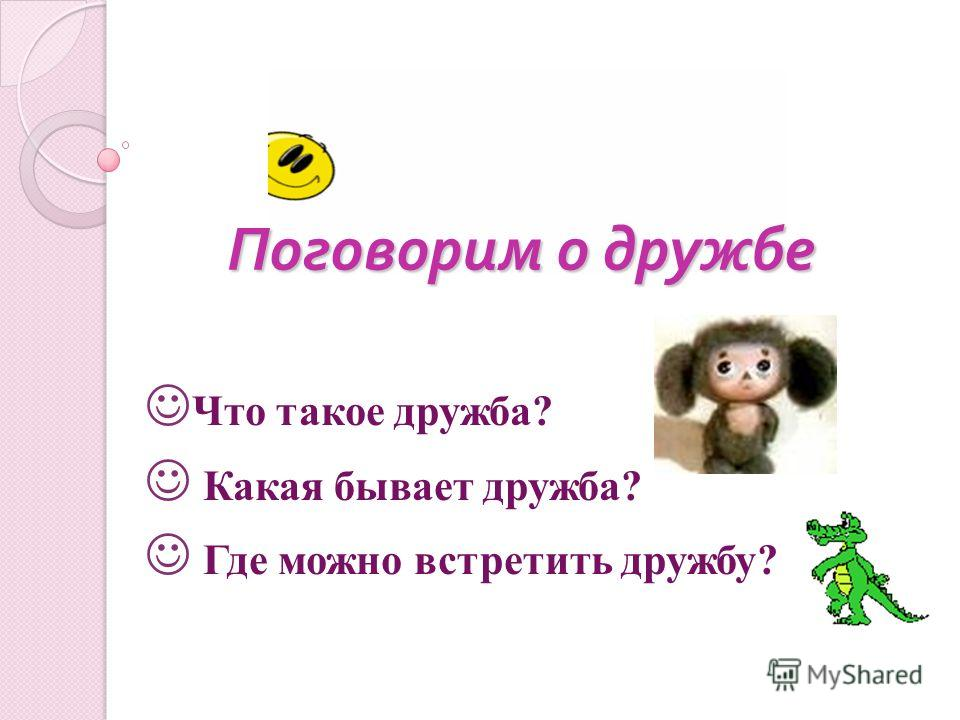 Поговорим о дружбе
Что такое дружба?
Какая бывает дружба?
Где можно встретить дружбу?
MyShared